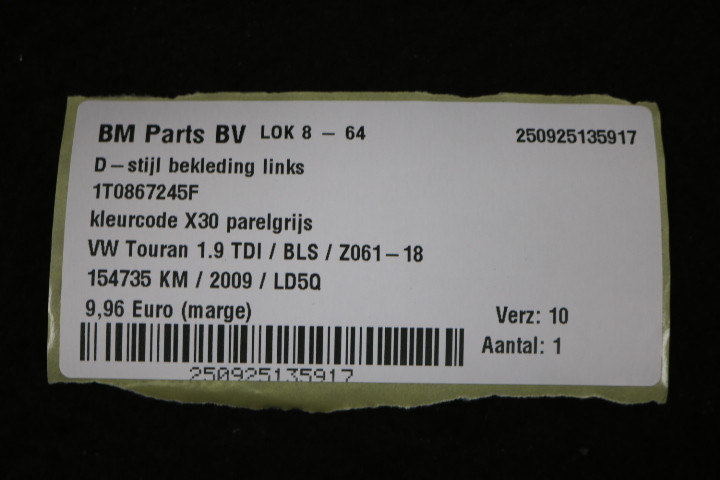 BM Parts BV LOK 8 - 64 250925135917
D-stijl bekleding links
1T0867245F
kleurcode X30 parelgrijs
VW Touran 1.9 TDI / BLS / Z061-18
154735 KM / 2009 / LD5Q
9,96 Euro (marge) Verz: 10
Aantal: 1
250925135917